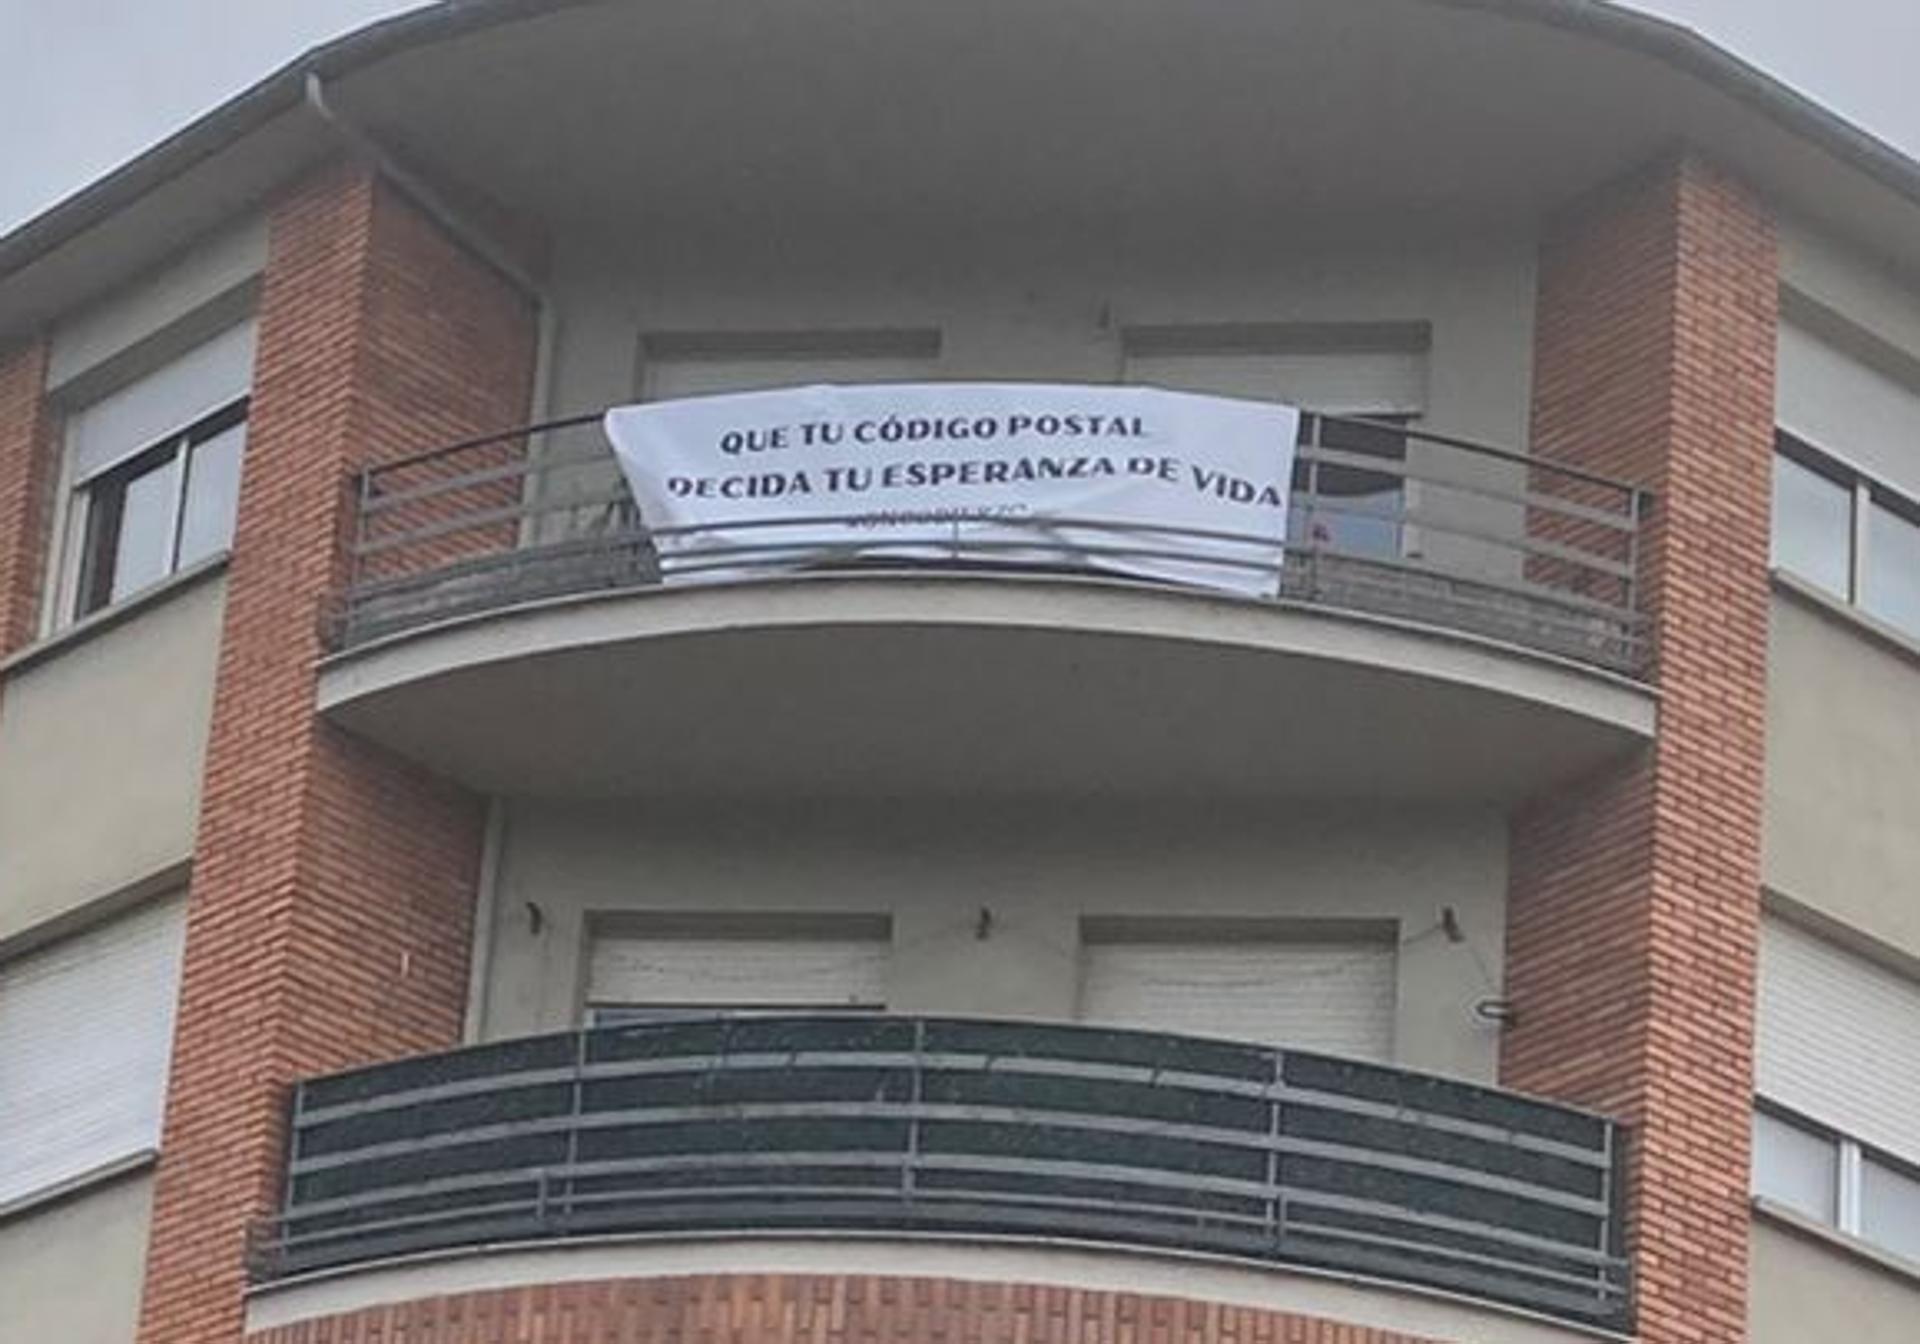 QUE TU CÓDIGO POSTAL
DECIDA TU ESPERANZA DE VIDA